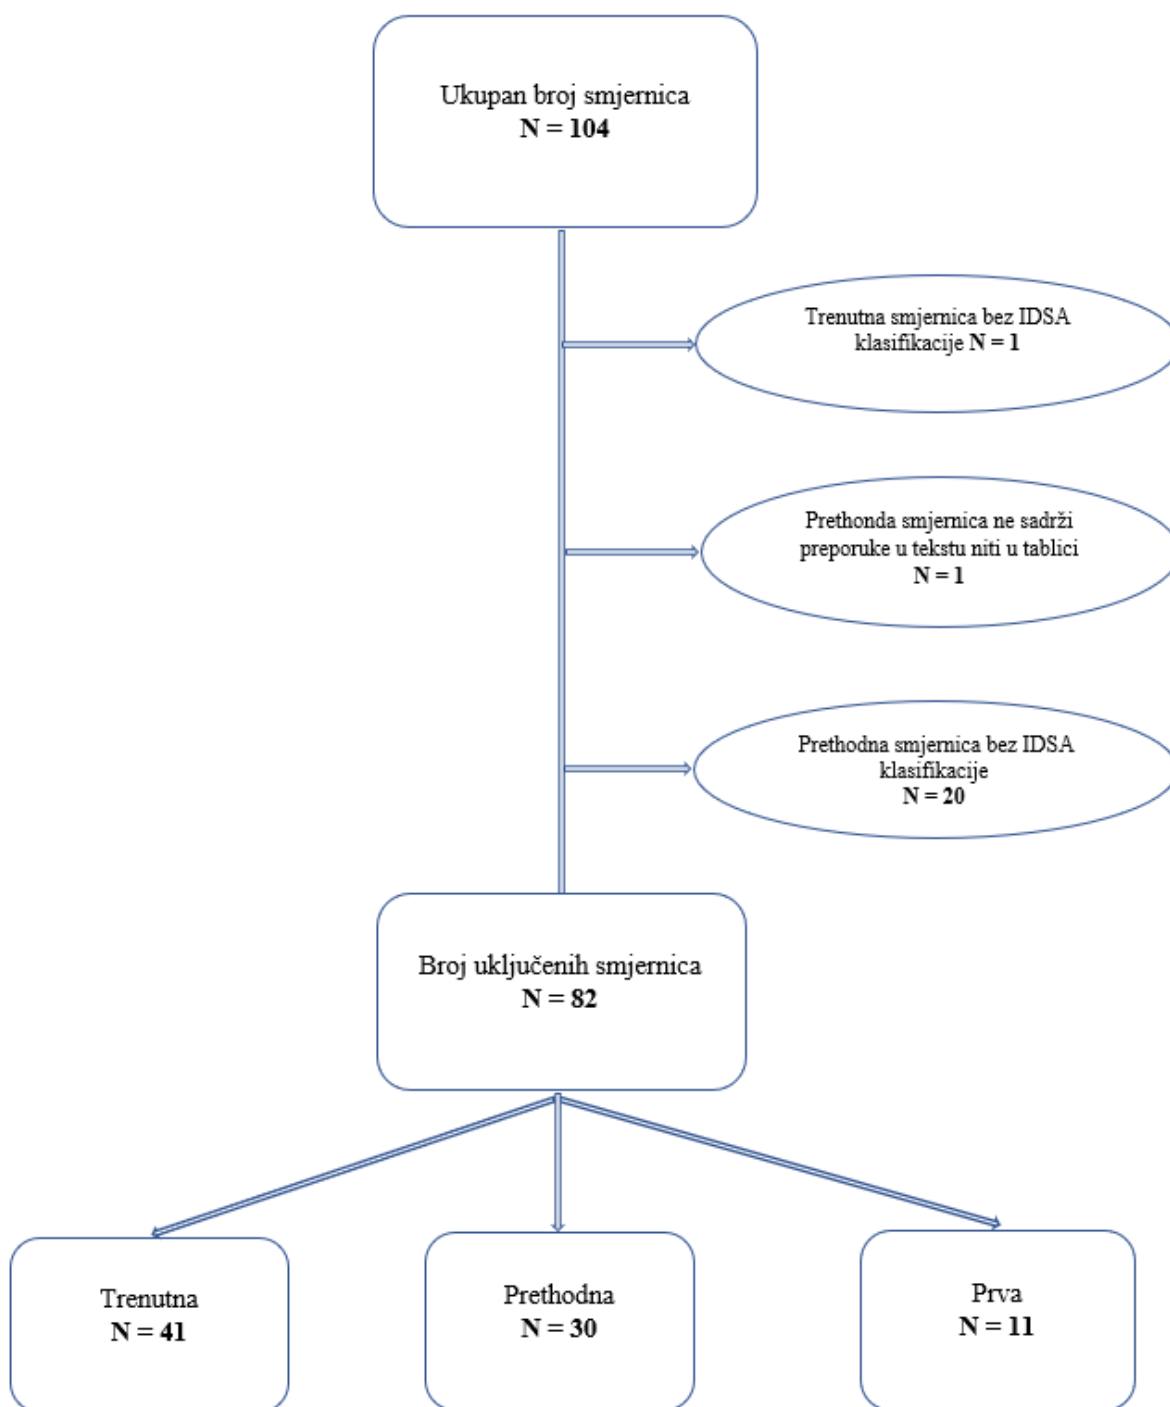 Ukupan broj smjernica
N = 104
Trenutna smjernica bez IDSA
klasifikacije N = 1
Prethonda smjernica ne sadrži
preporuke u tekstu niti u tablici
N = 1
Prethodna smjernica bez IDSA
klasifikacije
N = 20
Broj uključenih smjernica
N = 82
Trenutna
N = 41
Prethodna
N = 30
Prva
N = 11